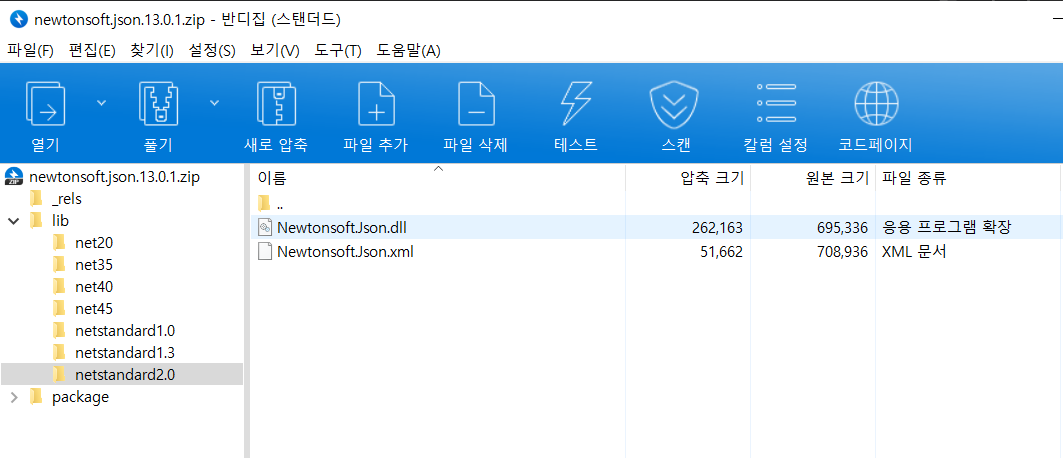 newtonsoft.json.13.0.1.zip - 반디집 (스탠더드)
파일(F) 편집(E) 찾기(I) 설정(S) 보기(V) 도구(T) 도움말(A)
열기 풀기 새로 압축 파일 추가 파일 삭제 테스트 스캔 칼럼 설정 코드페이지
ZIP newtonsoft.json.13.0.1.zip
_rels
lib
net20
net35
net40
net45
netstandard1.0
netstandard1.3
netstandard2.0
package
이름 압축 크기 원본 크기 파일 종류
..
Newtonsoft.Json.dll 262,163 695,336 응용 프로그램 확장
Newtonsoft.Json.xml 51,662 708,936 XML 문서